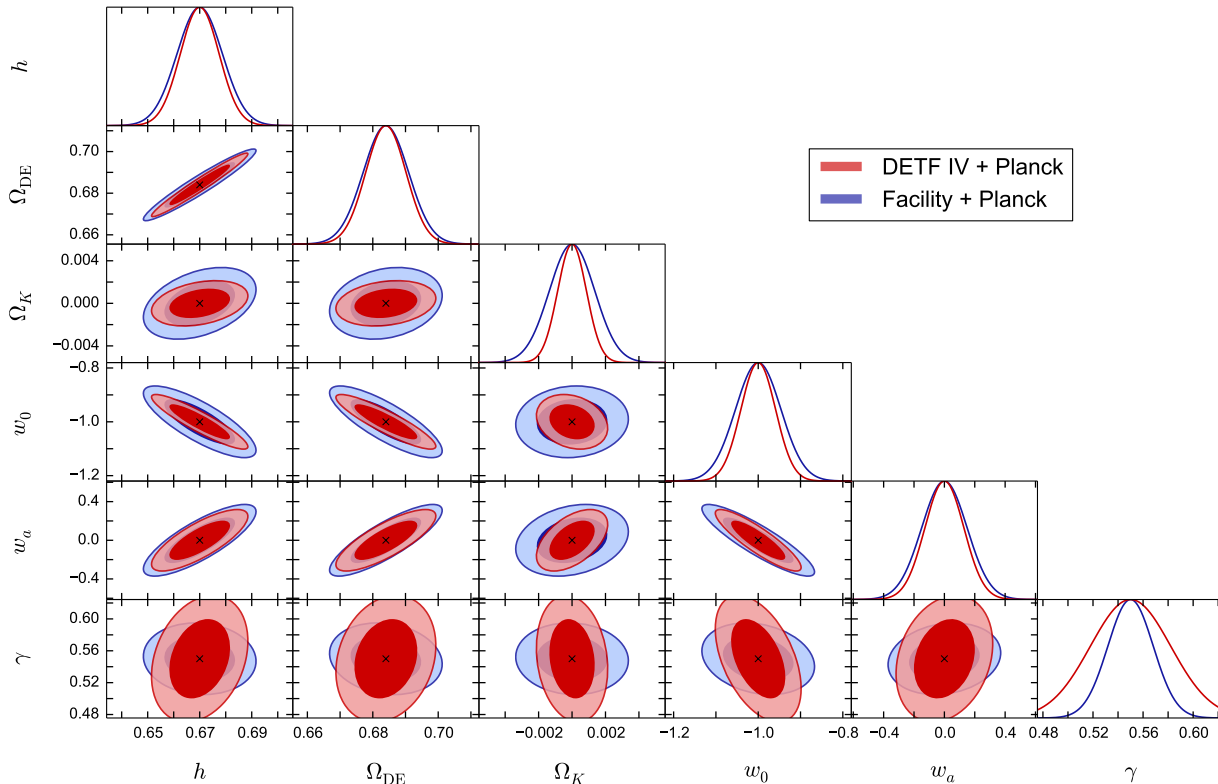 h
Ω_DE
0.70
0.68
0.66
DETF IV + Planck
Facility + Planck
Ω_K
0.004
0.000
−0.004
w_0
−0.8
−1.0
−1.2
w_a
0.4
0.0
−0.4
γ
0.60
0.56
0.52
0.48
0.65 0.67 0.69 0.66 0.68 0.70 −0.002 0.002 −1.2 −1.0 −0.8 −0.4 0.0 0.4 0.48 0.52 0.56 0.60
h Ω_DE Ω_K w_0 w_a γ